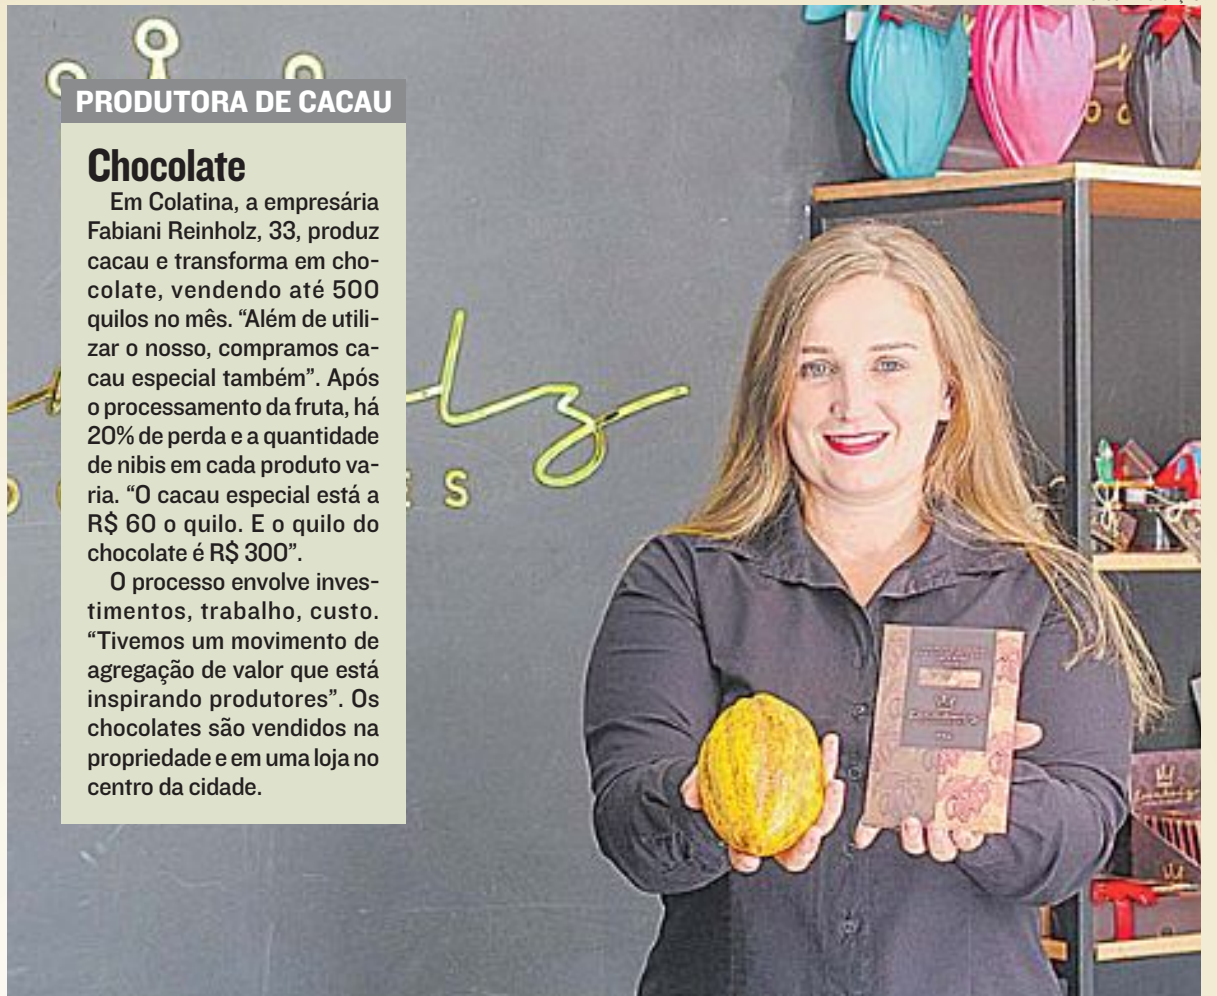 PRODUTORA DE CACAU
Chocolate
Em Colatina, a empresária
Fabiani Reinholz, 33, produz
cacau e transforma em cho-
colate, vendendo até 500
quilos no mês. “Além de utili-
zar o nosso, compramos ca-
cau especial também”. Após
o processamento da fruta, há
20% de perda e a quantidade
de nibis em cada produto va-
ria. “O cacau especial está a
R$ 60 o quilo. E o quilo do
chocolate é R$ 300”.
O processo envolve inves-
timentos, trabalho, custo.
“Tivemos um movimento de
agregação de valor que está
inspirando produtores”. Os
chocolates são vendidos na
propriedade e em uma loja no
centro da cidade.